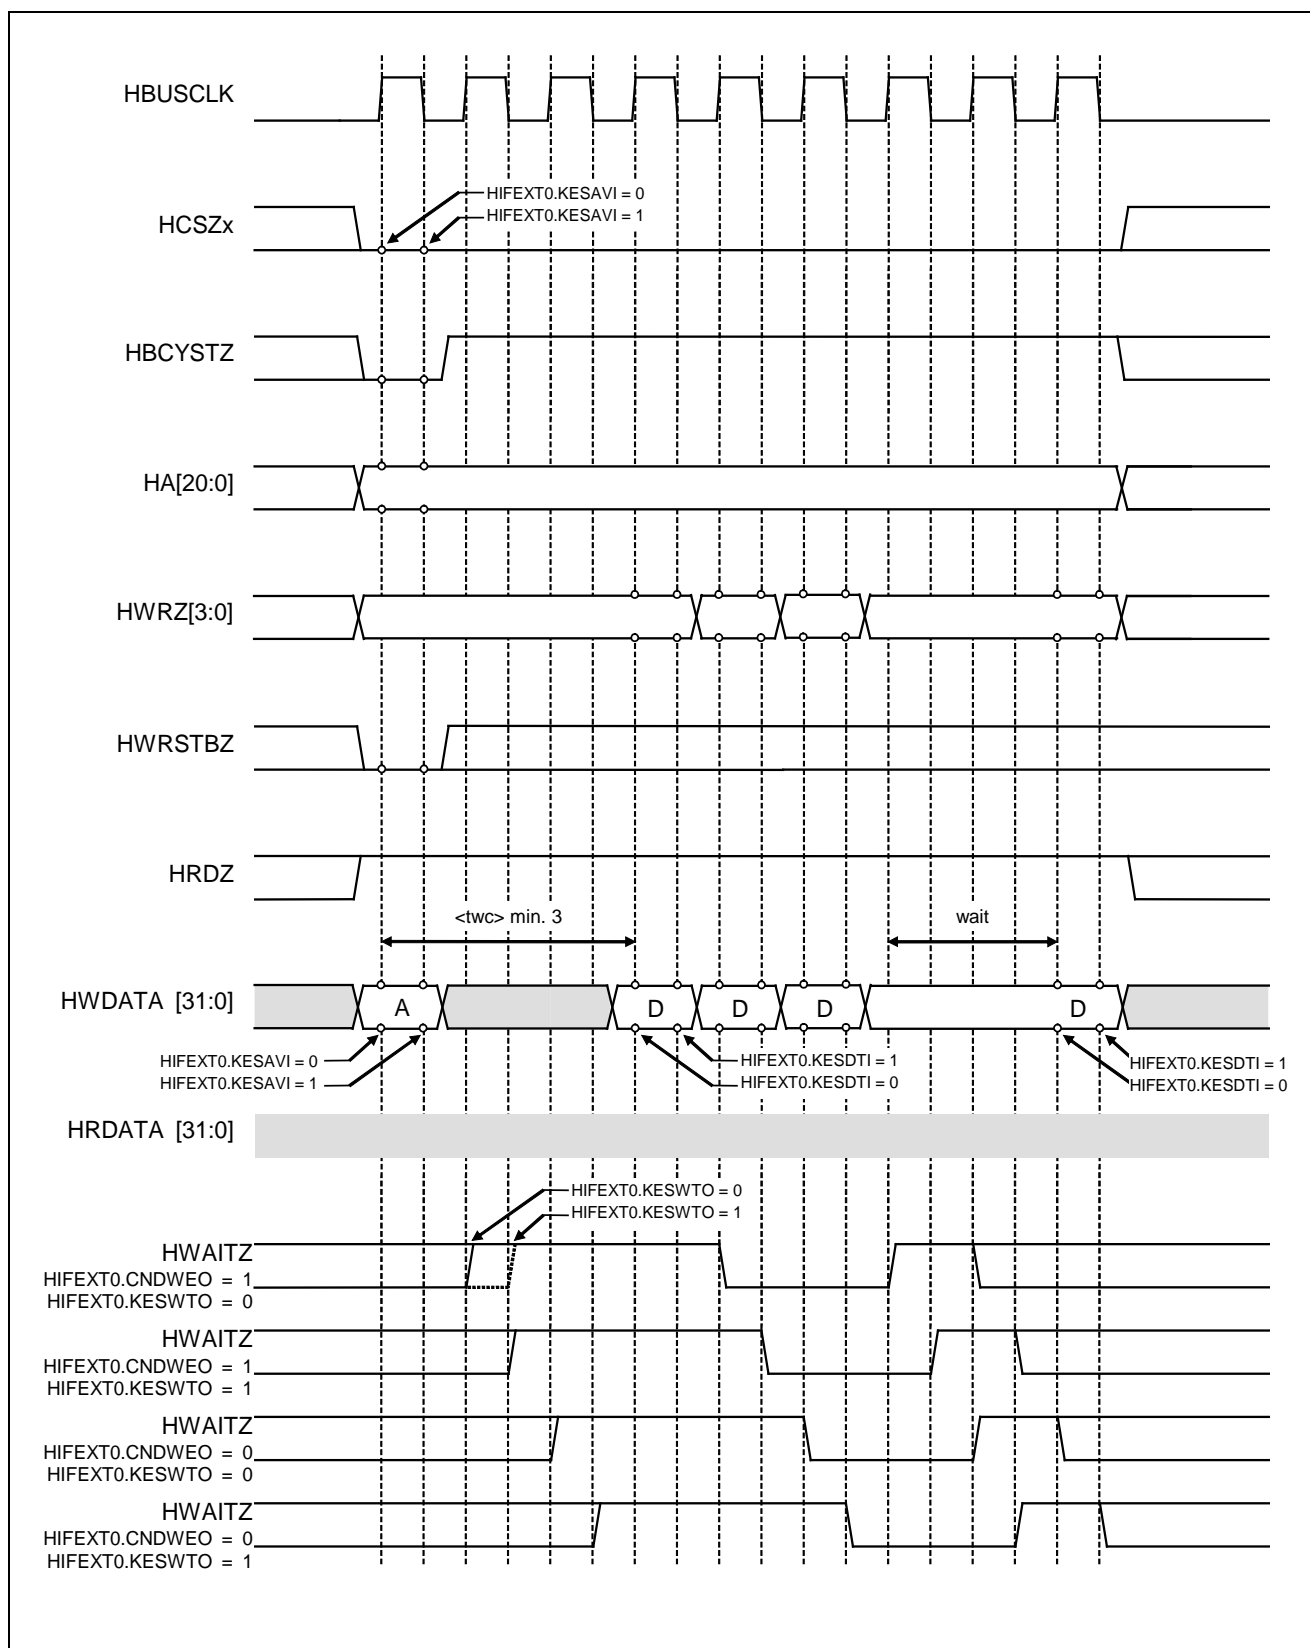 HBUSCLK
HIFEXT0.KESAVI = 0
HIFEXT0.KESAVI = 1
HCSZx
HBCYSTZ
HA[20:0]
HWRZ[3:0]
HWRSTBZ
HRDZ
<twc> min. 3
wait
HWDATA [31:0]
A
D
D
D
D
HIFEXT0.KESAVI = 0
HIFEXT0.KESAVI = 1
HIFEXT0.KESDTI = 1
HIFEXT0.KESDTI = 0
HIFEXT0.KESDTI = 1
HIFEXT0.KESDTI = 0
HRDATA [31:0]
HIFEXT0.KESWTO = 0
HIFEXT0.KESWTO = 1
HWAITZ
HIFEXT0.CNDWEO = 1
HIFEXT0.KESWTO = 0
HWAITZ
HIFEXT0.CNDWEO = 1
HIFEXT0.KESWTO = 1
HWAITZ
HIFEXT0.CNDWEO = 0
HIFEXT0.KESWTO = 0
HWAITZ
HIFEXT0.CNDWEO = 0
HIFEXT0.KESWTO = 1